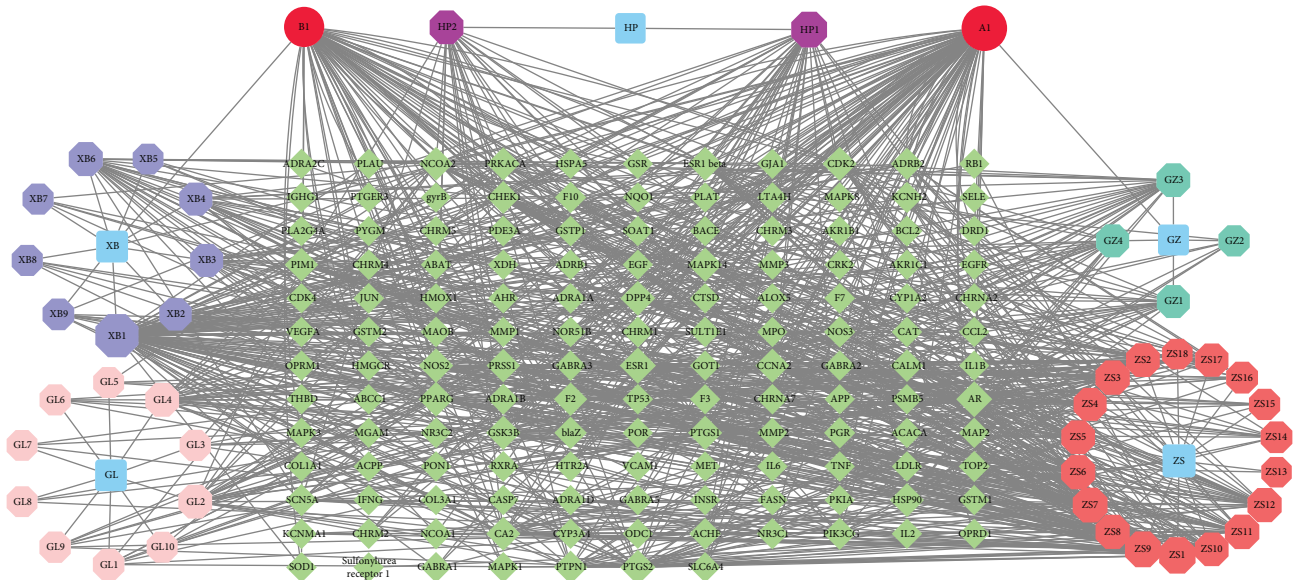 B1 HP2 HP HP1 A1
XB6 XB5
XB7 XB4
XB
XB8 XB3
XB9 XB2
XB1
GL5
GL6 GL4
GL7 GL3
GL
GL8 GL2
GL9 GL10
GL1
ADRA2C PLAU NCOA2 PRKACA HSPA5 GSR ESR1 beta GJA1 CDK2 ADRB2 RB1
IGHG1 PTGER3 gyrB CHEK1 F10 NQO1 PLAT LTA4H MAPK8 KCNH2 SELE
PLA2G4A PYGM CHRM5 PDE3A GSTP1 SOAT1 BACE CHRM3 AKR1B1 BCL2 DRD1
PIM1 CHRM4 ABAT XDH ADRB1 EGF MAPK14 MMP3 CRK2 AKR1C1 EGFR
CDK4 JUN HMOX1 AHR ADRA1A DPP4 CTSD ALOX5 F7 CYP1A2 CHRNA2
VEGFA GSTM2 MAOB MMP1 NOR51B CHRM1 SULT1E1 MPO NOS3 CAT CCL2
OPRM1 HMGCR NOS2 PRSS1 GABRA3 ESR1 GOT1 CCNA2 GABRA2 CALM1 IL1B
THBD ABCC1 PPARG ADRA1B F2 TP53 F3 CHRNA7 APP PSMB5 AR
MAPK3 MGAM NR3C2 GSK3B blaZ POR PTGS1 MMP2 PGR ACACA MAP2
COL1A1 ACPP PON1 RXRA HTR2A VCAM1 MET IL6 TNF LDLR TOP2
SCN5A IFNG COL3A1 CASP7 ADRA1D GABRA5 INSR FASN PKIA HSP90 GSTM1
KCNMA1 CHRM2 NCOA1 CA2 CYP3A4 ODC1 ACHE NR3C1 PIK3CG IL2 OPRD1
SOD1 Sulfonylurea GABRA1 MAPK1 PTPN1 PTGS2 SLC6A4
receptor 1
GZ3
GZ4 GZ GZ2
GZ1
ZS2 ZS18 ZS17
ZS3 ZS16
ZS4 ZS15
ZS5 ZS14
ZS
ZS6 ZS13
ZS7 ZS12
ZS8 ZS11
ZS9 ZS1 ZS10